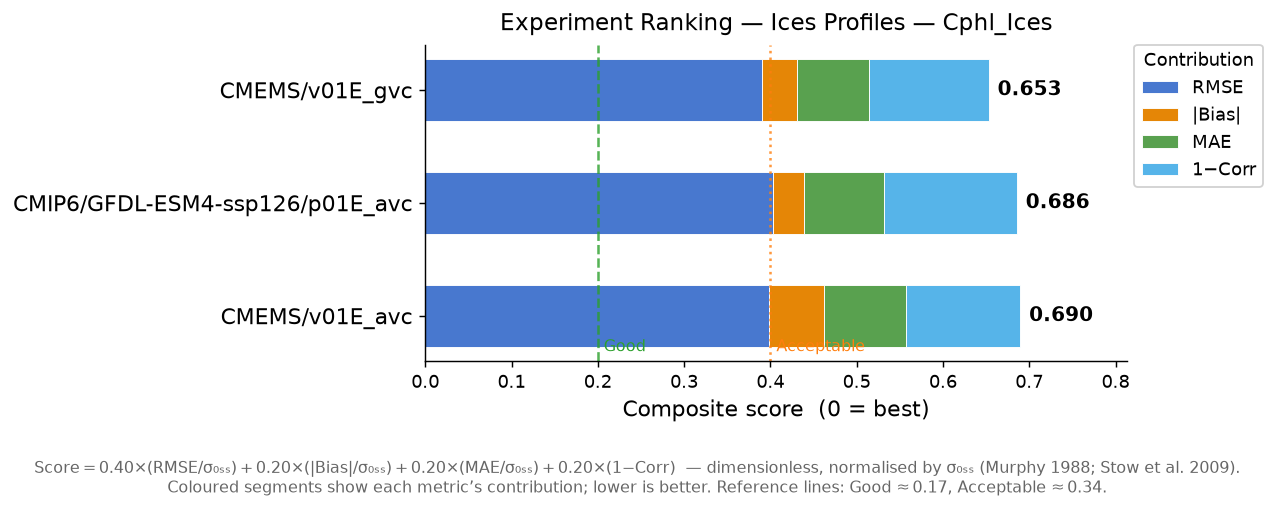 Experiment Ranking — Ices Profiles — Cphl_Ices
CMEMS/v01E_gvc
0.653
CMIP6/GFDL-ESM4-ssp126/p01E_avc
0.686
CMEMS/v01E_avc
0.690
Good
Acceptable
0.0 0.1 0.2 0.3 0.4 0.5 0.6 0.7 0.8
Composite score (0 = best)
Contribution
RMSE
|Bias|
MAE
1−Corr
Score = 0.40×(RMSE/σ₀ₛₛ) + 0.20×(|Bias|/σ₀ₛₛ) + 0.20×(MAE/σ₀ₛₛ) + 0.20×(1−Corr) — dimensionless, normalised by σ₀ₛₛ (Murphy 1988; Stow et al. 2009).
Coloured segments show each metric’s contribution; lower is better. Reference lines: Good ≈ 0.17, Acceptable ≈ 0.34.